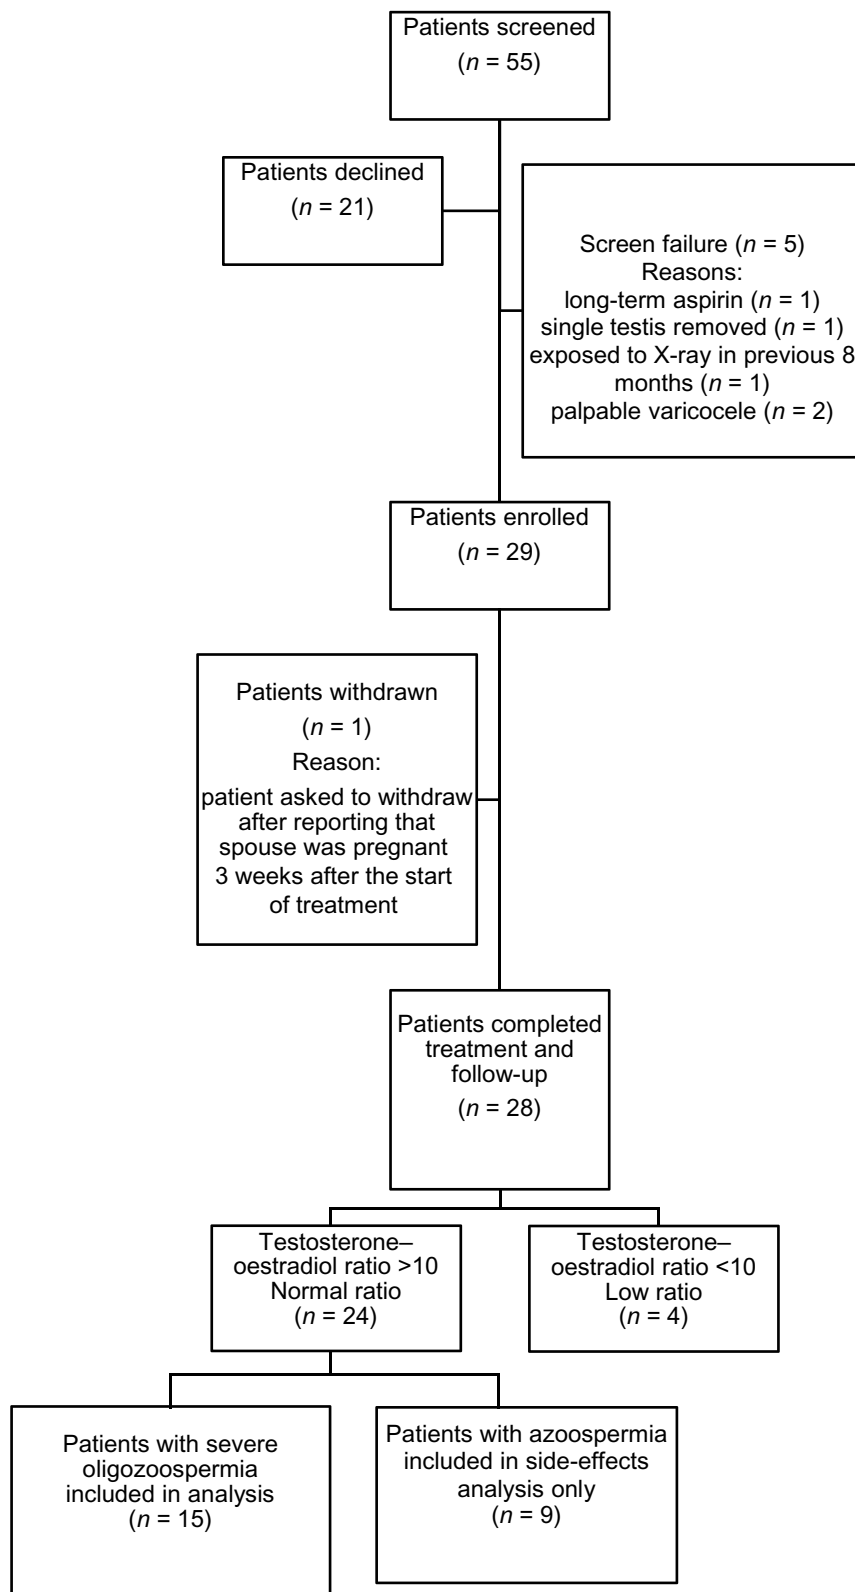 Patients screened
(n = 55)
Patients declined
(n = 21)
Screen failure (n = 5)
Reasons:
long-term aspirin (n = 1)
single testis removed (n = 1)
exposed to X-ray in previous 8
months (n = 1)
palpable varicocele (n = 2)
Patients enrolled
(n = 29)
Patients withdrawn
(n = 1)
Reason:
patient asked to withdraw
after reporting that
spouse was pregnant
3 weeks after the start
of treatment
Patients completed
treatment and
follow-up
(n = 28)
Testosterone–
oestradiol ratio >10
Normal ratio
(n = 24)
Testosterone–
oestradiol ratio <10
Low ratio
(n = 4)
Patients with severe
oligozoospermia
included in analysis
(n = 15)
Patients with azoospermia
included in side-effects
analysis only
(n = 9)